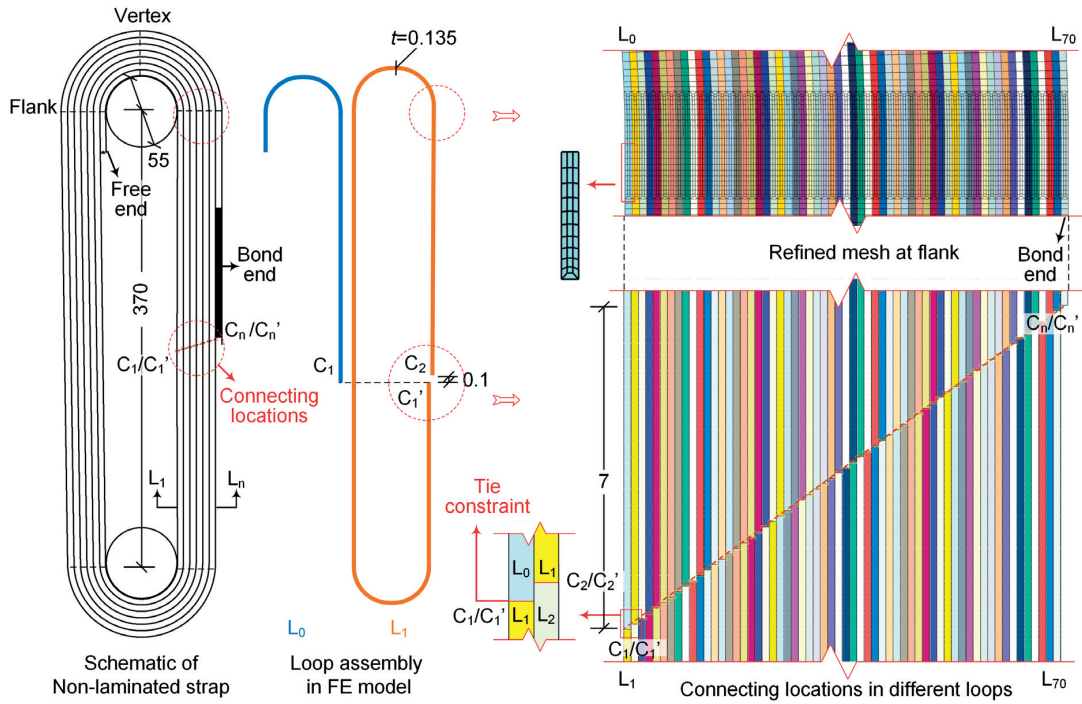 Vertex
Flank
55
Free
end
Bond
end
370
Cn/Cn'
C1/C1'
Connecting
locations
L1
Ln
Schematic of
Non-laminated strap
t=0.135
C1
C2
C1'
0.1
L0
L1
Loop assembly
in FE model
Tie
constraint
L0
L1
C1/C1'
L1
L2
L0
L70
Refined mesh at flank
Bond
end
Cn/Cn'
7
C2/C2'
C1/C1'
L1
L70
Connecting locations in different loops